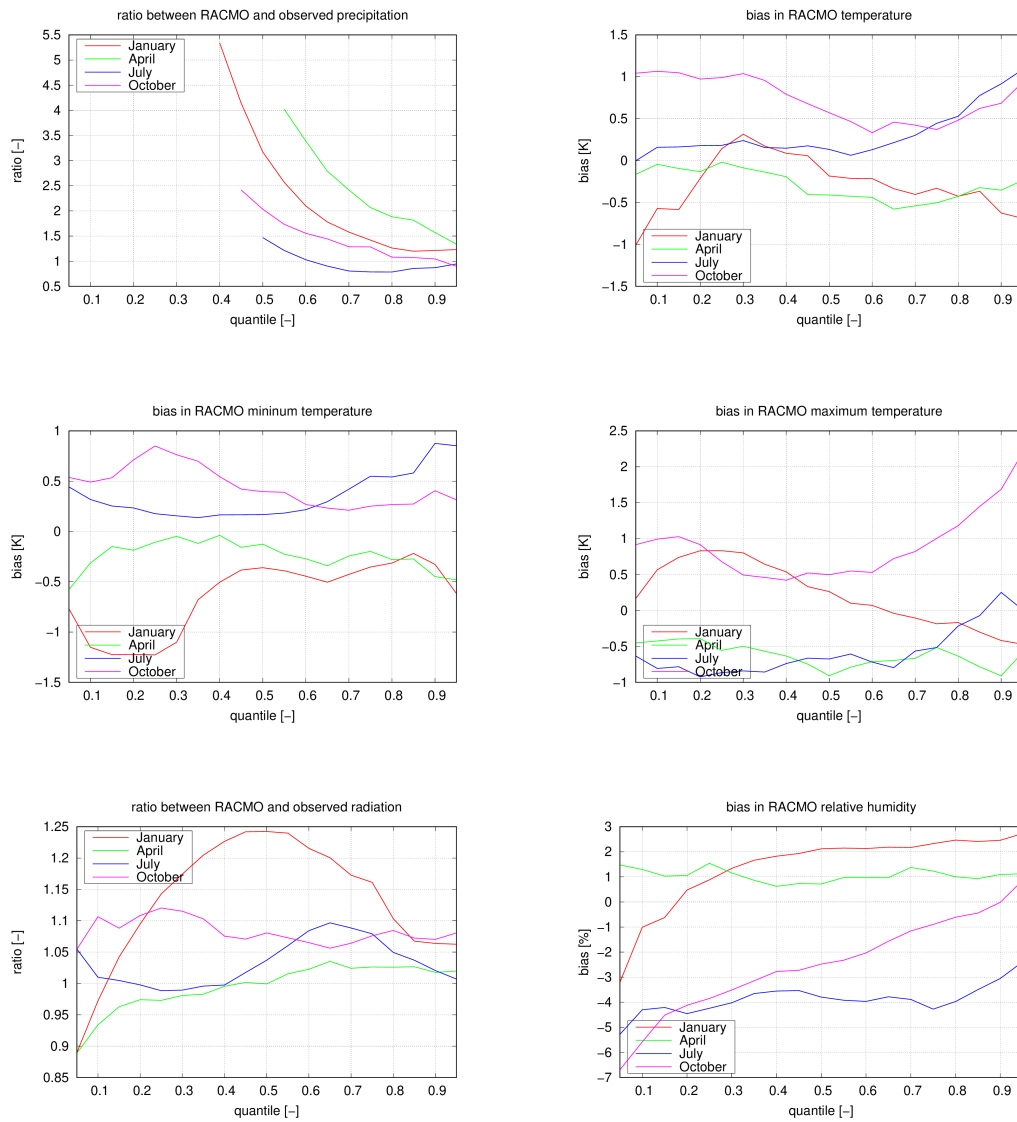 ratio between RACMO and observed precipitation
5.5
5
4.5
4
3.5
3
2.5
2
1.5
1
0.5
ratio [−]
January
April
July
October
0.1 0.2 0.3 0.4 0.5 0.6 0.7 0.8 0.9
quantile [−]
bias in RACMO temperature
1.5
1
0.5
0
−0.5
−1
−1.5
bias [K]
January
April
July
October
0.1 0.2 0.3 0.4 0.5 0.6 0.7 0.8 0.9
quantile [−]
bias in RACMO mininum temperature
1
0.5
0
−0.5
−1
−1.5
bias [K]
January
April
July
October
0.1 0.2 0.3 0.4 0.5 0.6 0.7 0.8 0.9
quantile [−]
bias in RACMO maximum temperature
2.5
2
1.5
1
0.5
0
−0.5
−1
bias [K]
January
April
July
October
0.1 0.2 0.3 0.4 0.5 0.6 0.7 0.8 0.9
quantile [−]
ratio between RACMO and observed radiation
1.25
1.2
1.15
1.1
1.05
1
0.95
0.9
0.85
ratio [−]
January
April
July
October
0.1 0.2 0.3 0.4 0.5 0.6 0.7 0.8 0.9
quantile [−]
bias in RACMO relative humidity
3
2
1
0
−1
−2
−3
−4
−5
−6
−7
bias [%]
January
April
July
October
0.1 0.2 0.3 0.4 0.5 0.6 0.7 0.8 0.9
quantile [−]